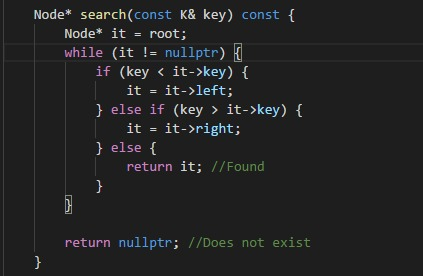 Node* search(const K& key) const {
    Node* it = root;
    while (it != nullptr) {
        if (key < it->key) {
            it = it->left;
        } else if (key > it->key) {
            it = it->right;
        } else {
            return it; //Found
        }
    }

    return nullptr; //Does not exist
}